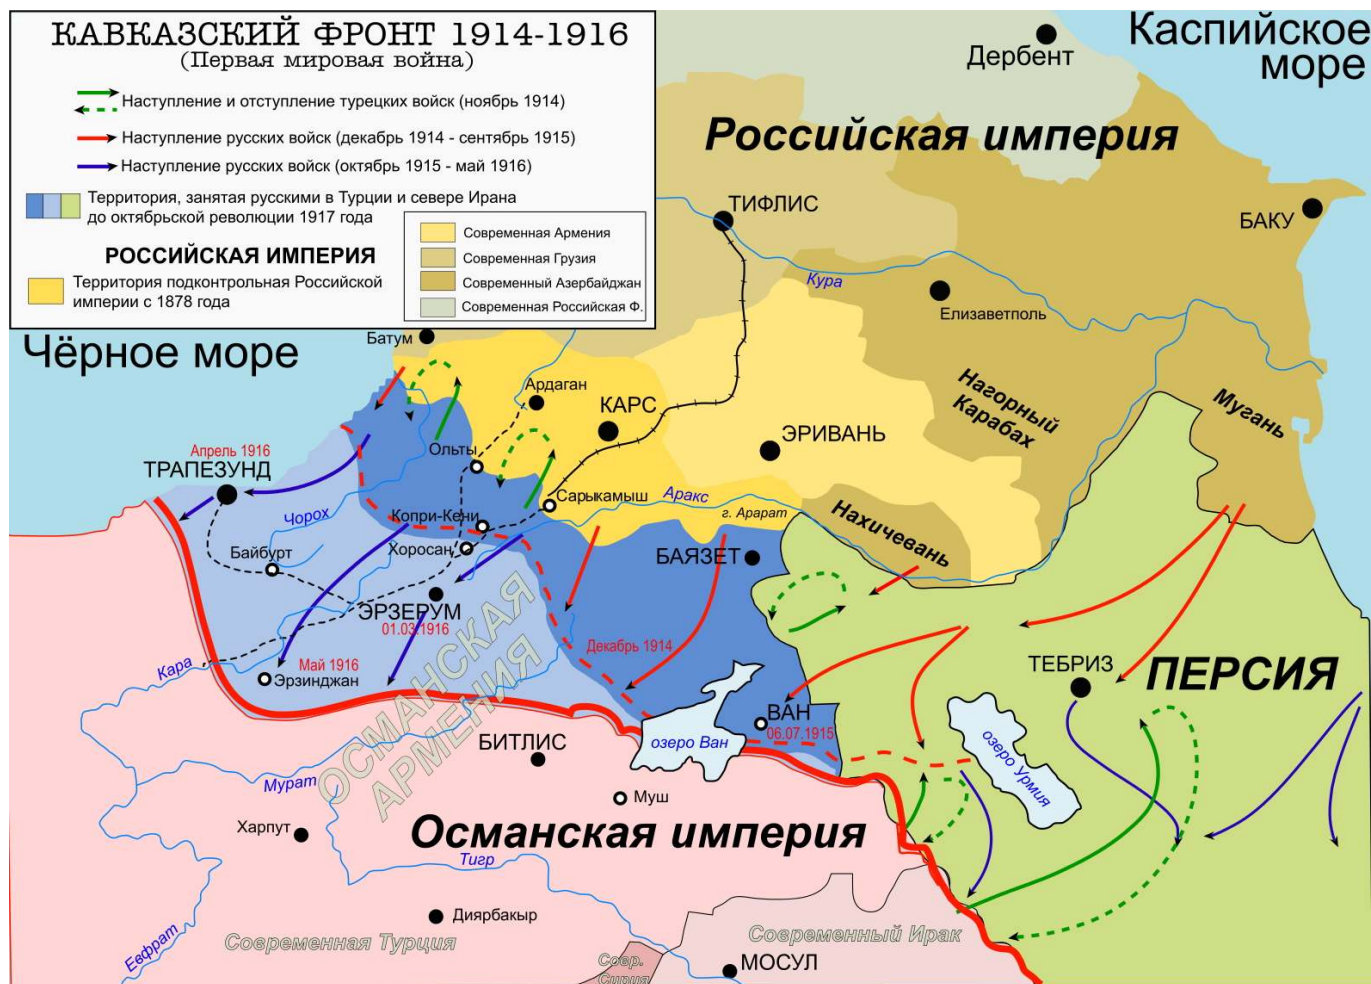 КАВКАЗСКИЙ ФРОНТ 1914-1916
(Первая мировая война)
Наступление и отступление турецких войск (ноябрь 1914)
Наступление русских войск (декабрь 1914 - сентябрь 1915)
Наступление русских войск (октябрь 1915 - май 1916)
Территория, занятая русскими в Турции и севере Ирана
до октябрьской революции 1917 года
РОССИЙСКАЯ ИМПЕРИЯ
Территория подконтрольная Российской
империи с 1878 года
Современная Армения
Современная Грузия
Современный Азербайджан
Современная Российская Ф.
Каспийское
море
Дербент
Российская империя
ТИФЛИС
БАКУ
Кура
Елизаветполь
Чёрное море
Батум
Ардаган
КАРС
Нагорный
Карабах
Мугань
ЭРИВАНЬ
Ольты
Апрель 1916
ТРАПЕЗУНД
Сарыкамыш
Аракс
г. Арарат
Чорох
Копри-Кени
Нахичевань
Байбурт
Хоросан
БАЯЗЕТ
ЭРЗЕРУМ
01.03.1916
ОСМАНСКАЯ
АРМЕНИЯ
Декабрь 1914
Кара
Май 1916
Эрзинджан
ТЕБРИЗ
ПЕРСИЯ
ВАН
06.07.1915
озеро Ван
озеро Урмия
БИТЛИС
Мурат
Муш
Харпут
Османская империя
Тигр
Диярбакыр
Евфрат
Современная Турция
Современный Ирак
Совр.
Сирия
МОСУЛ